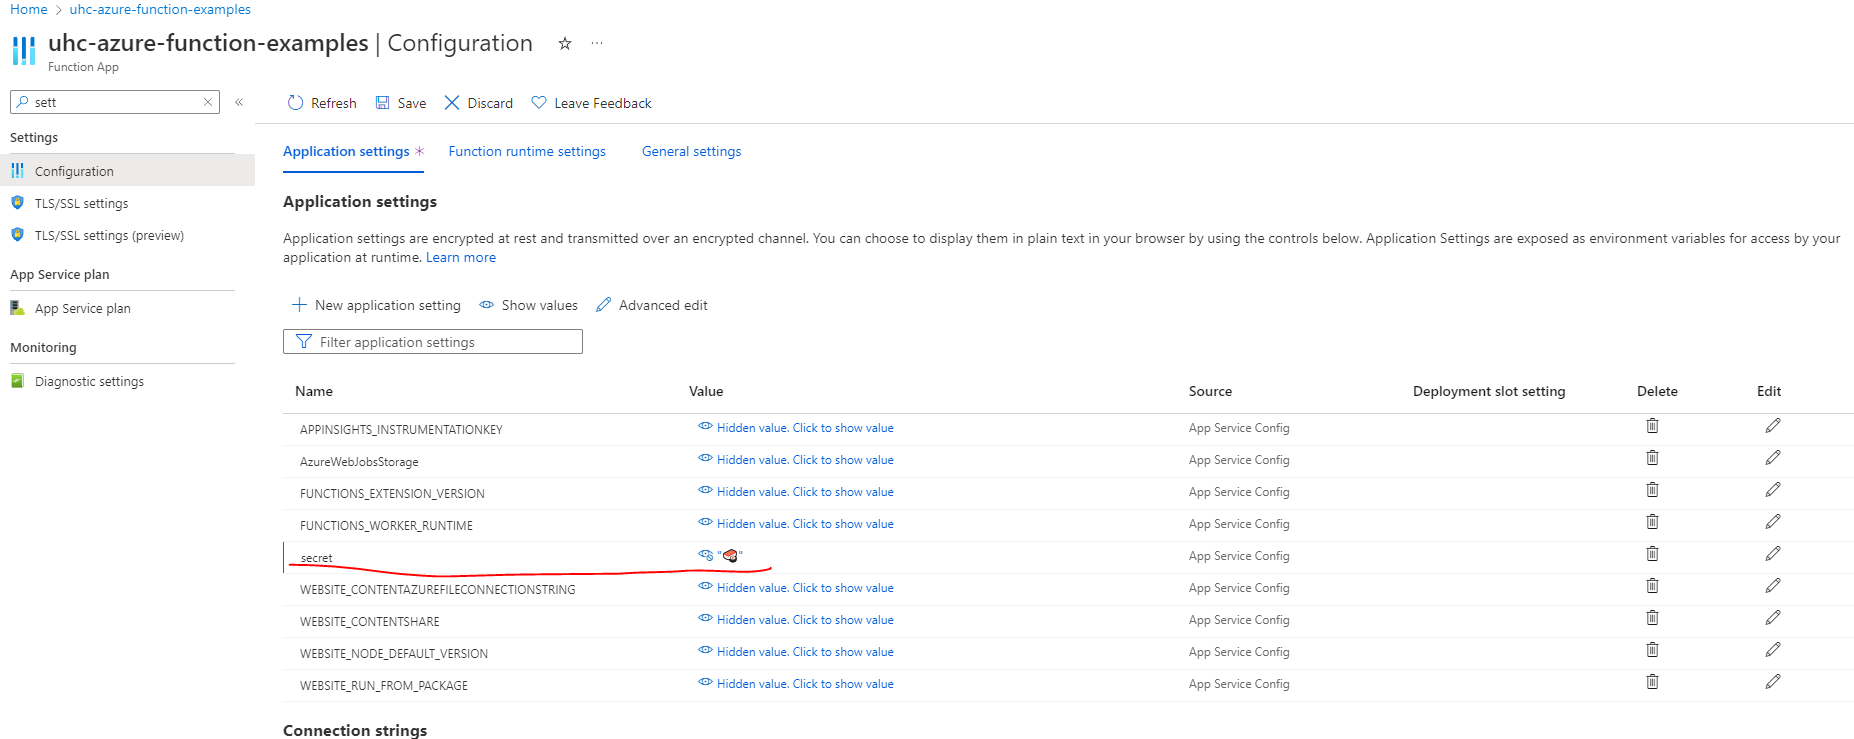 Home > uhc-azure-function-examples
uhc-azure-function-examples | Configuration
Function App
sett
Refresh Save Discard Leave Feedback
Settings
Configuration
TLS/SSL settings
TLS/SSL settings (preview)
App Service plan
App Service plan
Monitoring
Diagnostic settings
Application settings * Function runtime settings General settings
Application settings
Application settings are encrypted at rest and transmitted over an encrypted channel. You can choose to display them in plain text in your browser by using the controls below. Application Settings are exposed as environment variables for access by your
application at runtime. Learn more
New application setting Show values Advanced edit
Filter application settings
Name Value Source Deployment slot setting Delete Edit
APPINSIGHTS_INSTRUMENTATIONKEY Hidden value. Click to show value App Service Config
AzureWebJobsStorage Hidden value. Click to show value App Service Config
FUNCTIONS_EXTENSION_VERSION Hidden value. Click to show value App Service Config
FUNCTIONS_WORKER_RUNTIME Hidden value. Click to show value App Service Config
secret "🍣" App Service Config
WEBSITE_CONTENTAZUREFILECONNECTIONSTRING Hidden value. Click to show value App Service Config
WEBSITE_CONTENTSHARE Hidden value. Click to show value App Service Config
WEBSITE_NODE_DEFAULT_VERSION Hidden value. Click to show value App Service Config
WEBSITE_RUN_FROM_PACKAGE Hidden value. Click to show value App Service Config
Connection strings